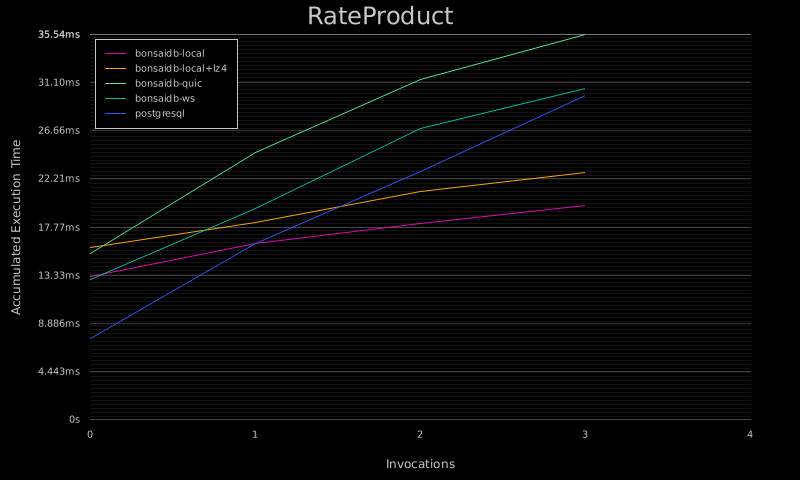 RateProduct
35.54ms
31.10ms
26.66ms
22.21ms
17.77ms
13.33ms
8.886ms
4.443ms
0s
Accumulated Execution Time
bonsaidb-local
bonsaidb-local+lz4
bonsaidb-quic
bonsaidb-ws
postgresql
0 1 2 3 4
Invocations